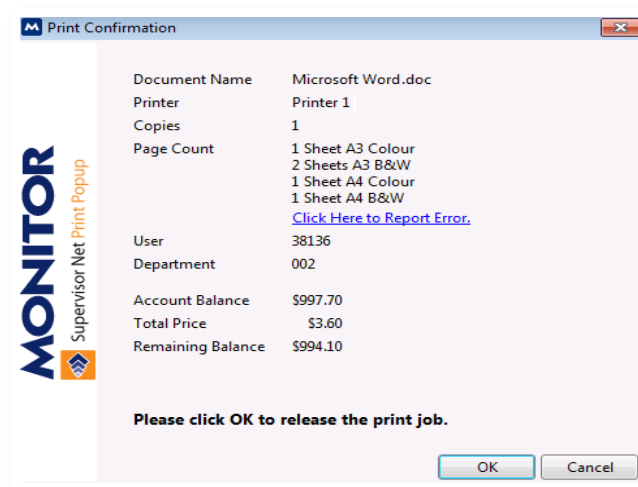 Print Confirmation
Document Name Microsoft Word.doc
Printer Printer 1
Copies 1
Page Count 1 Sheet A3 Colour
2 Sheets A3 B&W
1 Sheet A4 Colour
1 Sheet A4 B&W
Click Here to Report Error.
User 38136
Department 002
Account Balance $997.70
Total Price $3.60
Remaining Balance $994.10
Please click OK to release the print job.
OK Cancel
MONITOR
Supervisor Net Print Popup